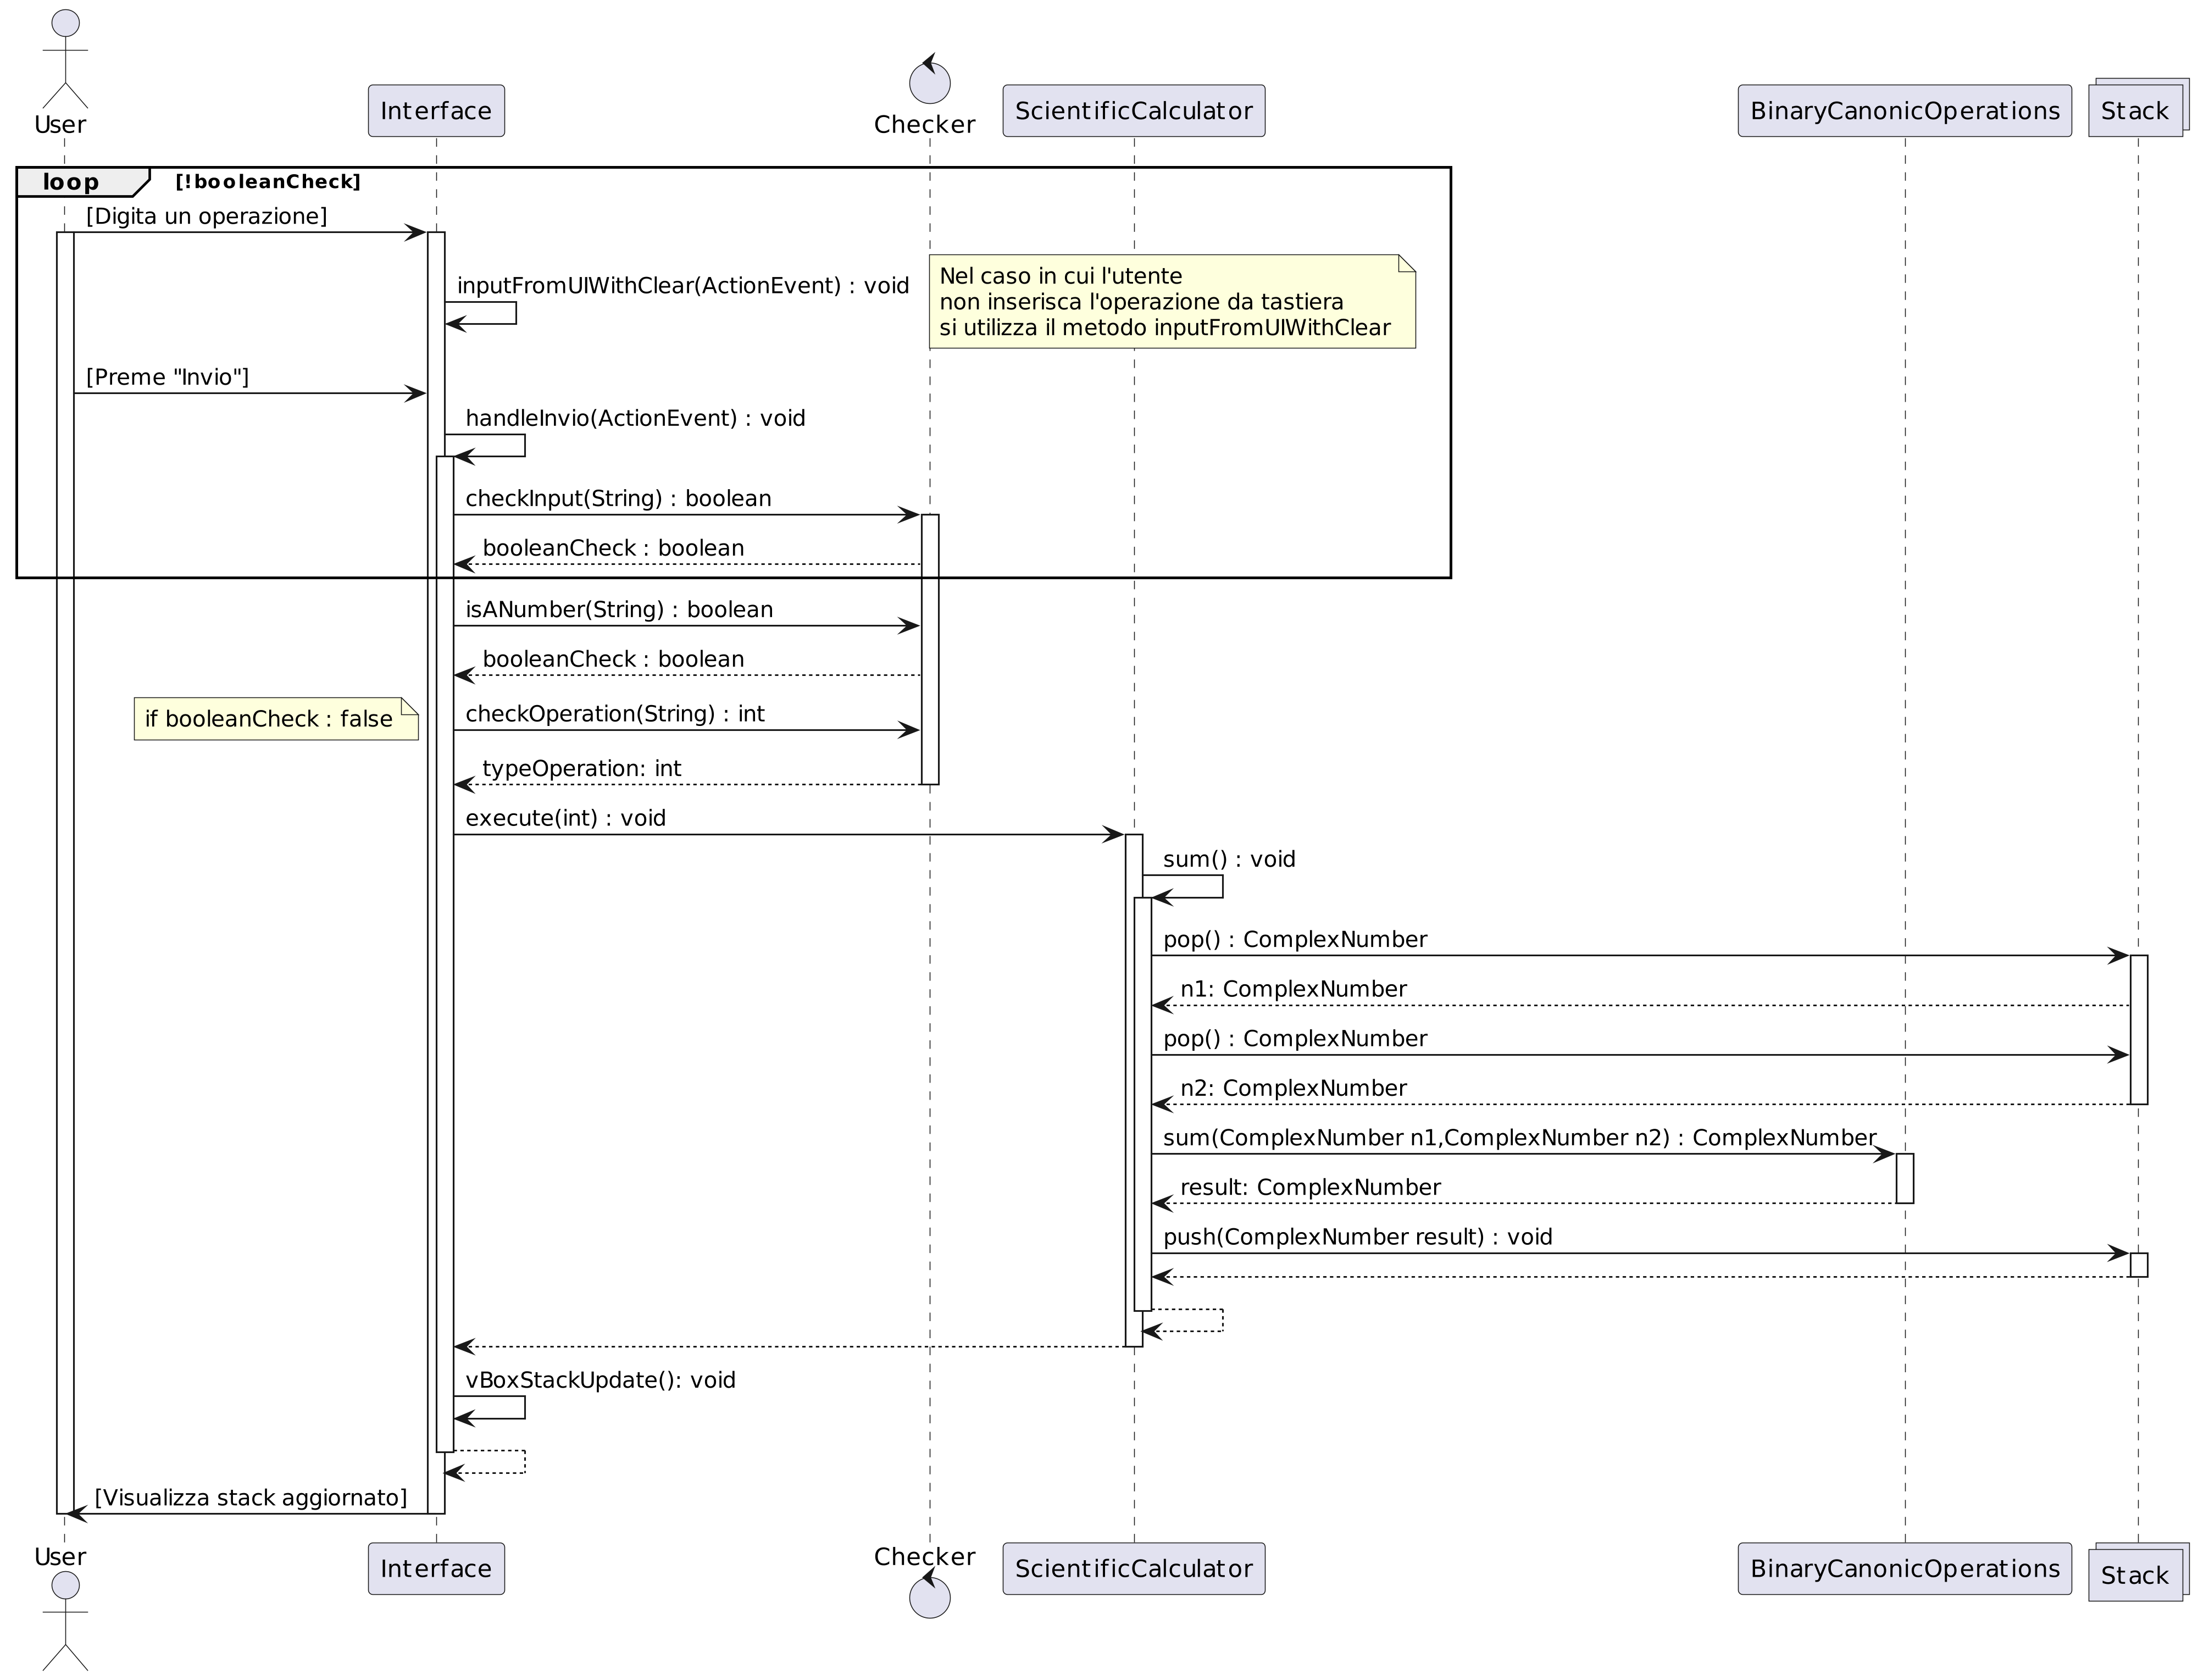 User
Interface
Checker
ScientificCalculator
BinaryCanonicOperations
Stack
loop
[!booleanCheck]
[Digita un operazione]
inputFromUIWithClear(ActionEvent) : void
Nel caso in cui l'utente
non inserisca l'operazione da tastiera
si utilizza il metodo inputFromUIWithClear
[Preme "Invio"]
handleInvio(ActionEvent) : void
checkInput(String) : boolean
booleanCheck : boolean
isANumber(String) : boolean
booleanCheck : boolean
if booleanCheck : false
checkOperation(String) : int
typeOperation: int
execute(int) : void
sum() : void
pop() : ComplexNumber
n1: ComplexNumber
pop() : ComplexNumber
n2: ComplexNumber
sum(ComplexNumber n1,ComplexNumber n2) : ComplexNumber
result: ComplexNumber
push(ComplexNumber result) : void
vBoxStackUpdate(): void
[Visualizza stack aggiornato]
User
Interface
Checker
ScientificCalculator
BinaryCanonicOperations
Stack